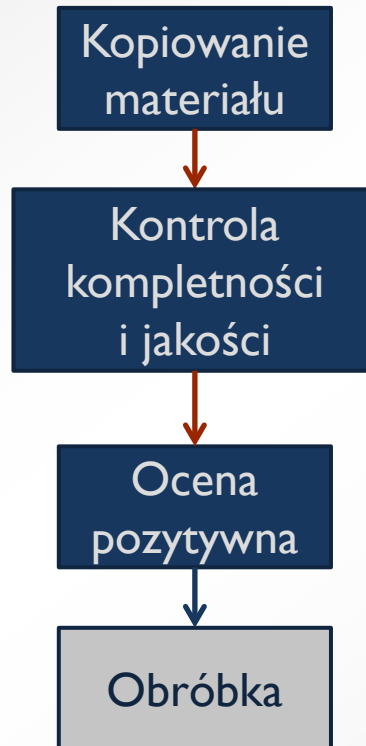 Kopiowanie
materiału
Kontrola
kompletności
i jakości
Ocena
pozytywna
Obróbka